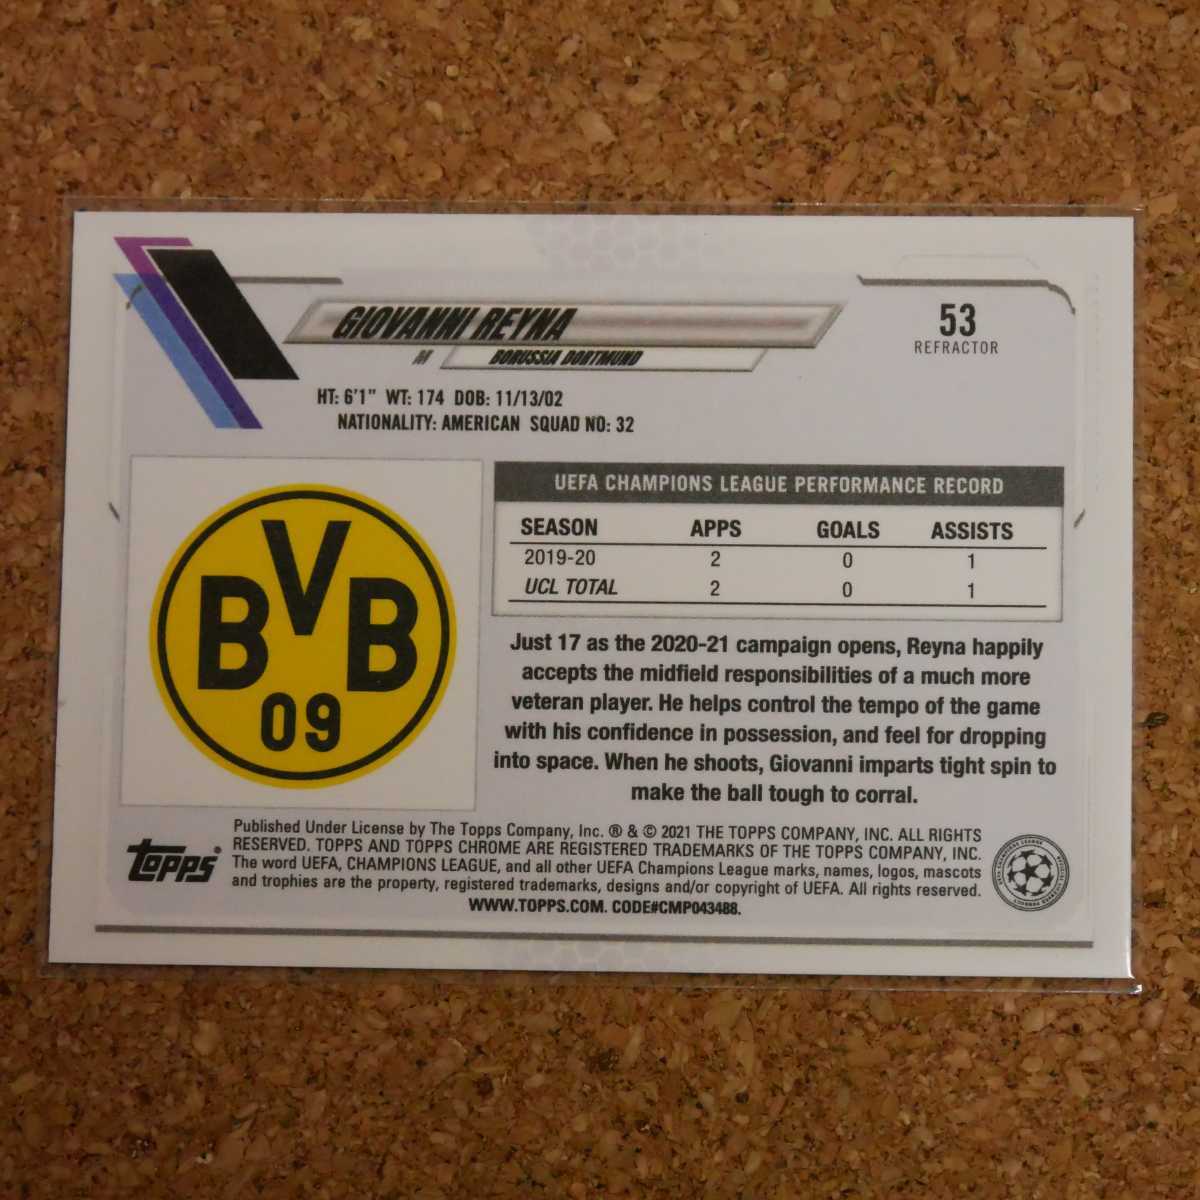 GIOVANNI REYNA
M BORUSSIA DORTMUND
53
REFRACTOR
HT: 6'1" WT: 174 DOB: 11/13/02
NATIONALITY: AMERICAN SQUAD NO: 32
BVB
09
UEFA CHAMPIONS LEAGUE PERFORMANCE RECORD
SEASON APPS GOALS ASSISTS
2019-20 2 0 1
UCL TOTAL 2 0 1
Just 17 as the 2020-21 campaign opens, Reyna happily
accepts the midfield responsibilities of a much more
veteran player. He helps control the tempo of the game
with his confidence in possession, and feel for dropping
into space. When he shoots, Giovanni imparts tight spin to
make the ball tough to corral.
topps®
Published Under License by The Topps Company, Inc. ® & © 2021 THE TOPPS COMPANY, INC. ALL RIGHTS
RESERVED. TOPPS AND TOPPS CHROME ARE REGISTERED TRADEMARKS OF THE TOPPS COMPANY, INC.
The word UEFA, CHAMPIONS LEAGUE, and all other UEFA Champions League marks, names, logos, mascots
and trophies are the property, registered trademarks, designs and/or copyright of UEFA. All rights reserved.
WWW.TOPPS.COM. CODE#CMP043488.